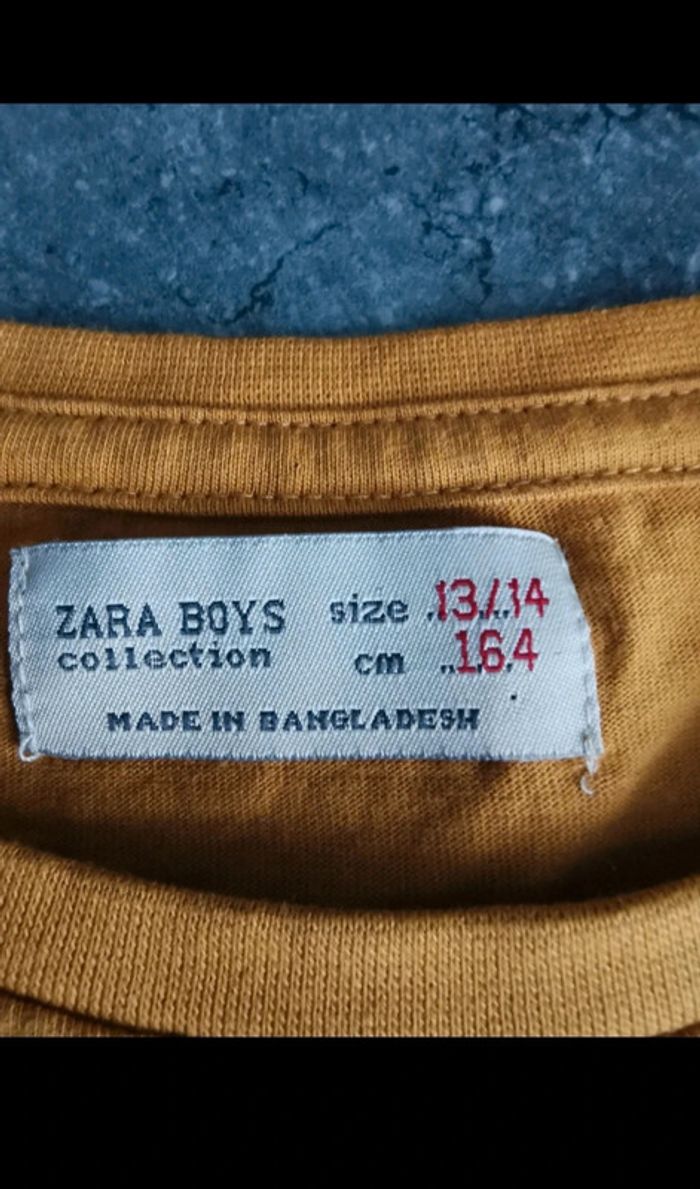 ZARA BOYS size 13/14
collection cm 164
MADE IN BANGLADESH